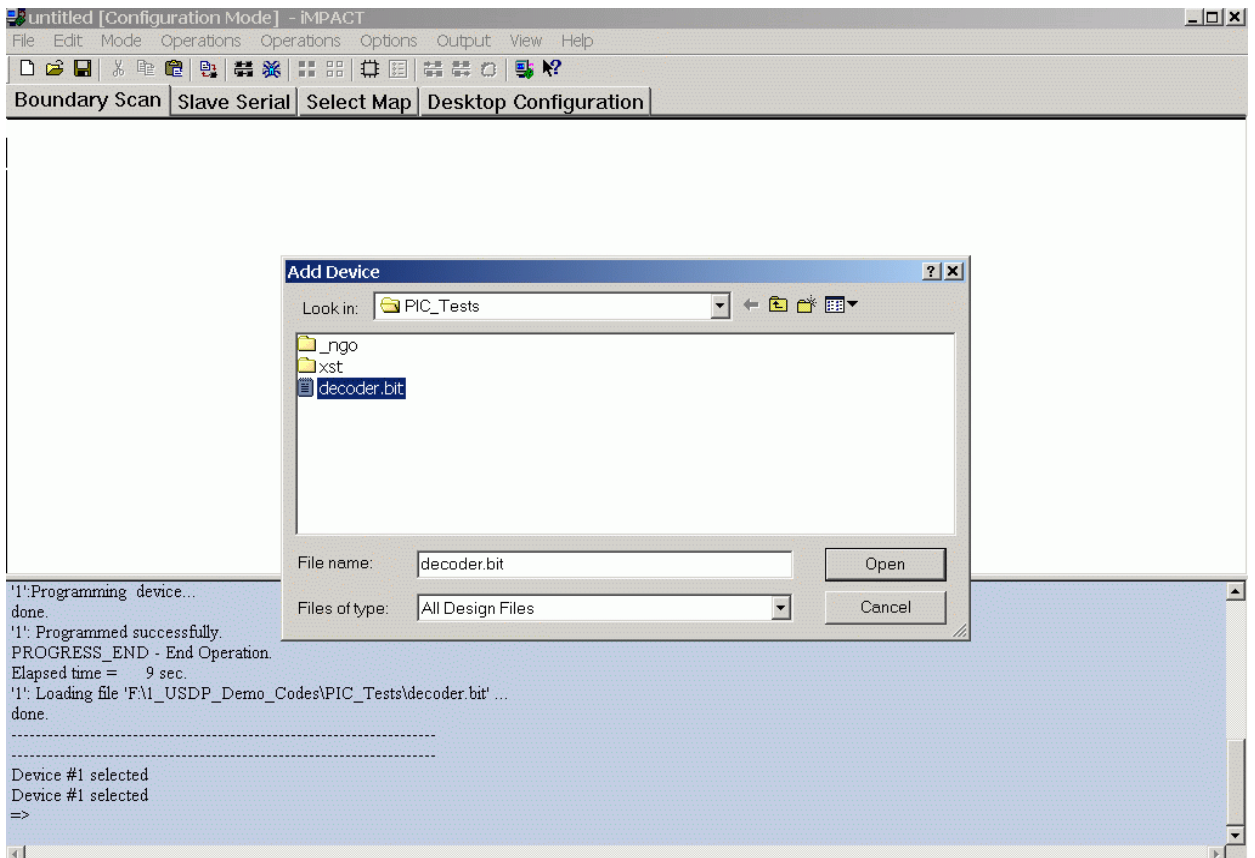 untitled [Configuration Mode] - iMPACT
File Edit Mode Operations Operations Options Output View Help
Boundary Scan Slave Serial Select Map Desktop Configuration
Add Device
Look in: PIC_Tests
_ngo
xst
decoder.bit
File name: decoder.bit Open
Files of type: All Design Files Cancel
'1':Programming device...
done.
'1': Programmed successfully.
PROGRESS_END - End Operation.
Elapsed time = 9 sec.
'1': Loading file 'F:\1_USDP_Demo_Codes\PIC_Tests\decoder.bit' ...
done.
----------------------------------------------------------------------
----------------------------------------------------------------------
Device #1 selected
Device #1 selected
=>